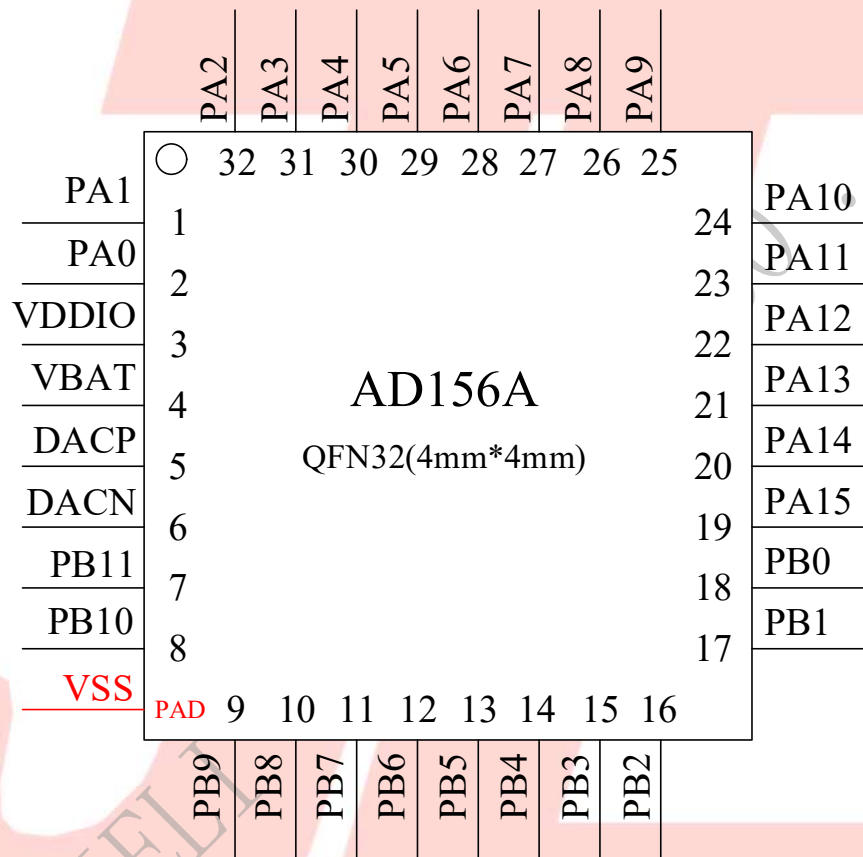 PA2 PA3 PA4 PA5 PA6 PA7 PA8 PA9
32 31 30 29 28 27 26 25
PA1 1 24 PA10
PA0 2 23 PA11
VDDIO 3 22 PA12
VBAT 4 21 PA13
AD156A
DACP 5 20 PA14
QFN32(4mm*4mm)
DACN 6 19 PA15
PB11 7 18 PB0
PB10 8 17 PB1
VSS PAD 9 10 11 12 13 14 15 16
PB9 PB8 PB7 PB6 PB5 PB4 PB3 PB2